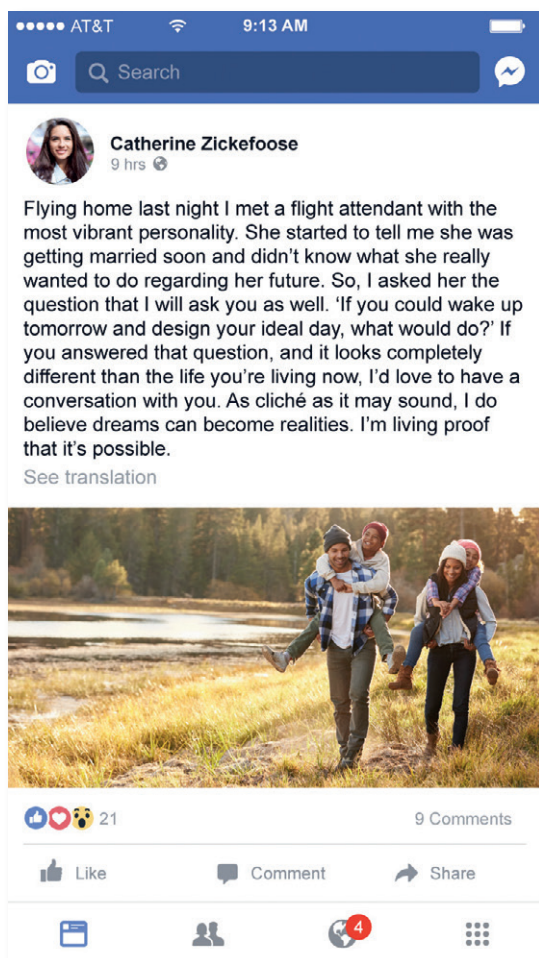 AT&T 9:13 AM
Search
Catherine Zickefoose
9 hrs
Flying home last night I met a flight attendant with the
most vibrant personality. She started to tell me she was
getting married soon and didn’t know what she really
wanted to do regarding her future. So, I asked her the
question that I will ask you as well. ‘If you could wake up
tomorrow and design your ideal day, what would do?’ If
you answered that question, and it looks completely
different than the life you’re living now, I’d love to have a
conversation with you. As cliché as it may sound, I do
believe dreams can become realities. I’m living proof
that it’s possible.
See translation
21 9 Comments
Like Comment Share
4